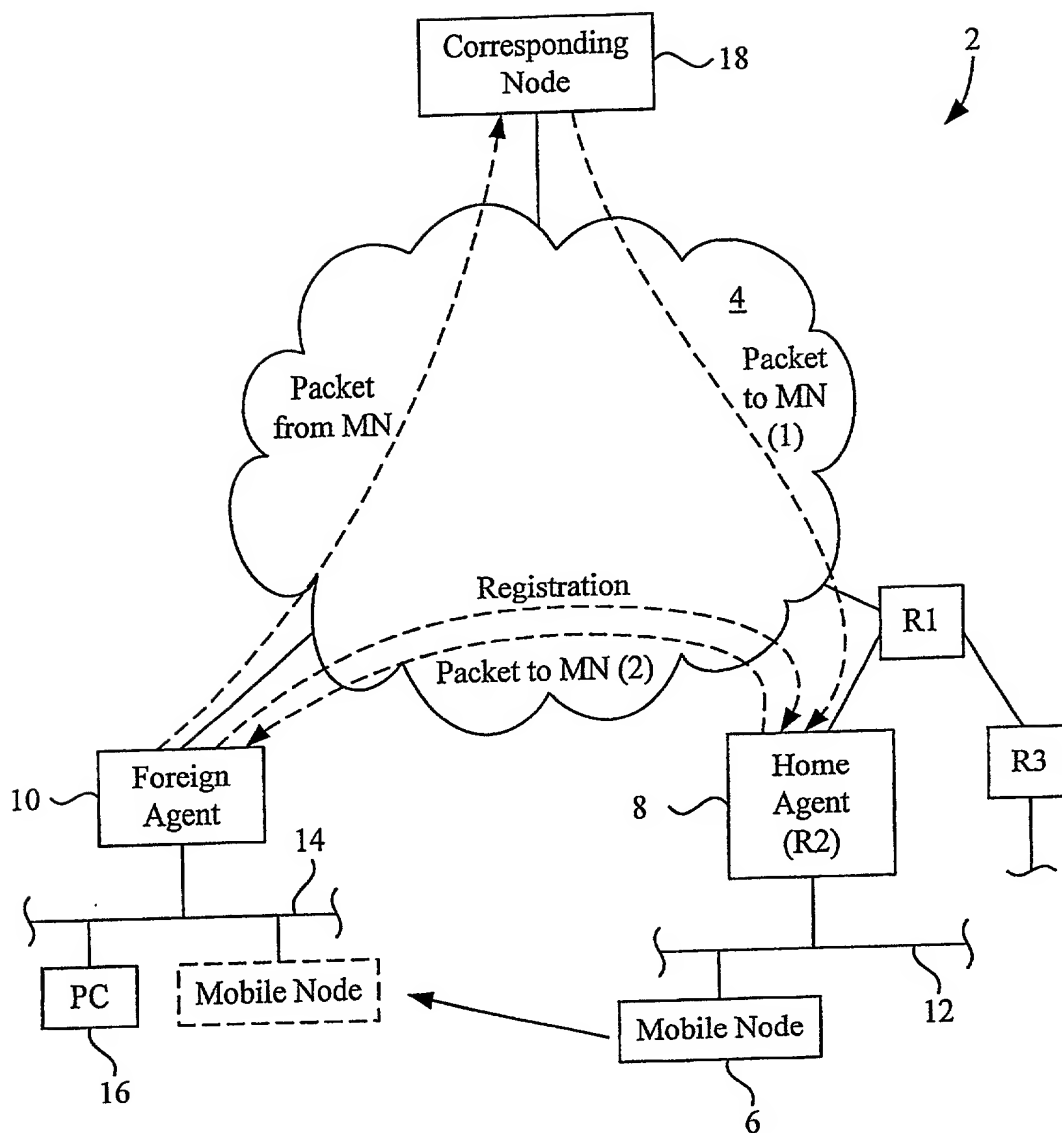 Corresponding
Node
18
2
4
Packet
from MN
Packet
to MN
(1)
Registration
R1
Packet to MN (2)
Foreign
Agent
10
Home
Agent
(R2)
8
R3
14
PC
Mobile Node
12
Mobile Node
16
6